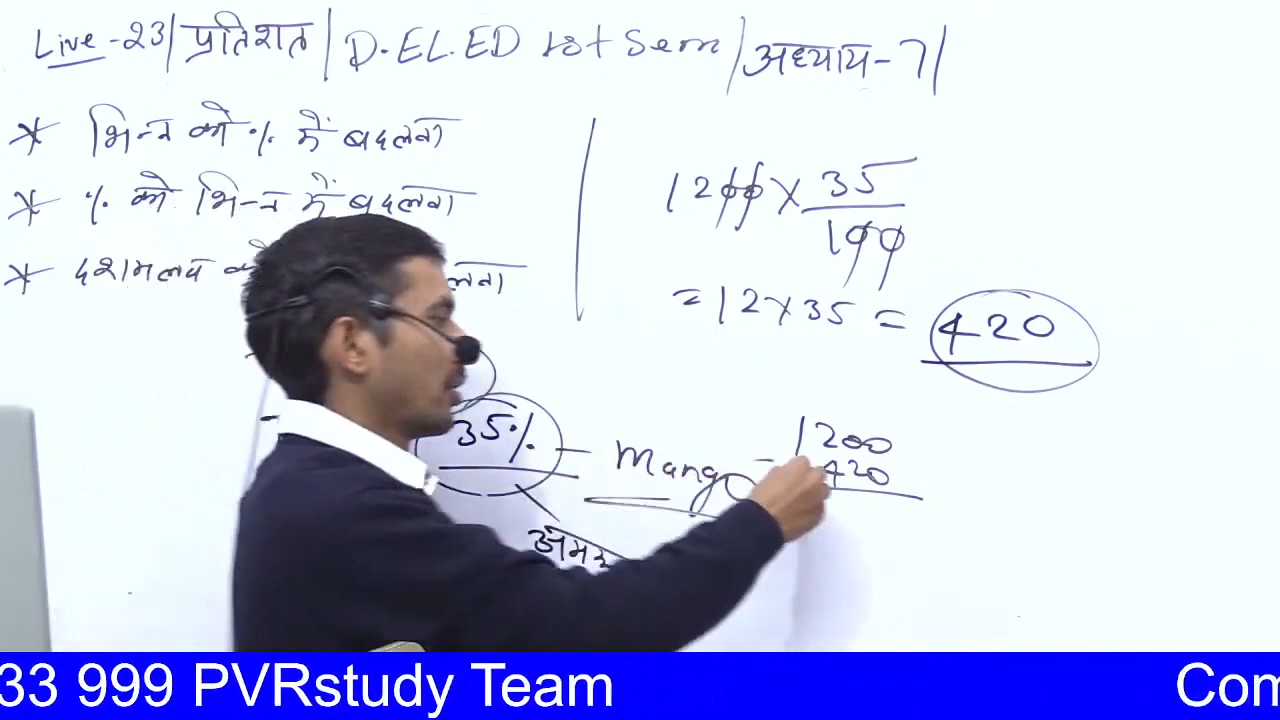 Live-23| प्रतिशत | D.EL.ED 1st Sem | अध्याय-7 |
* भिन्न को % में बदलना
* % को भिन्न में बदलना
* दशमलव को
1200 × 35
100
= 12 × 35 = 420
35% - Mango
1200
420
33 999 PVRstudy Team Com